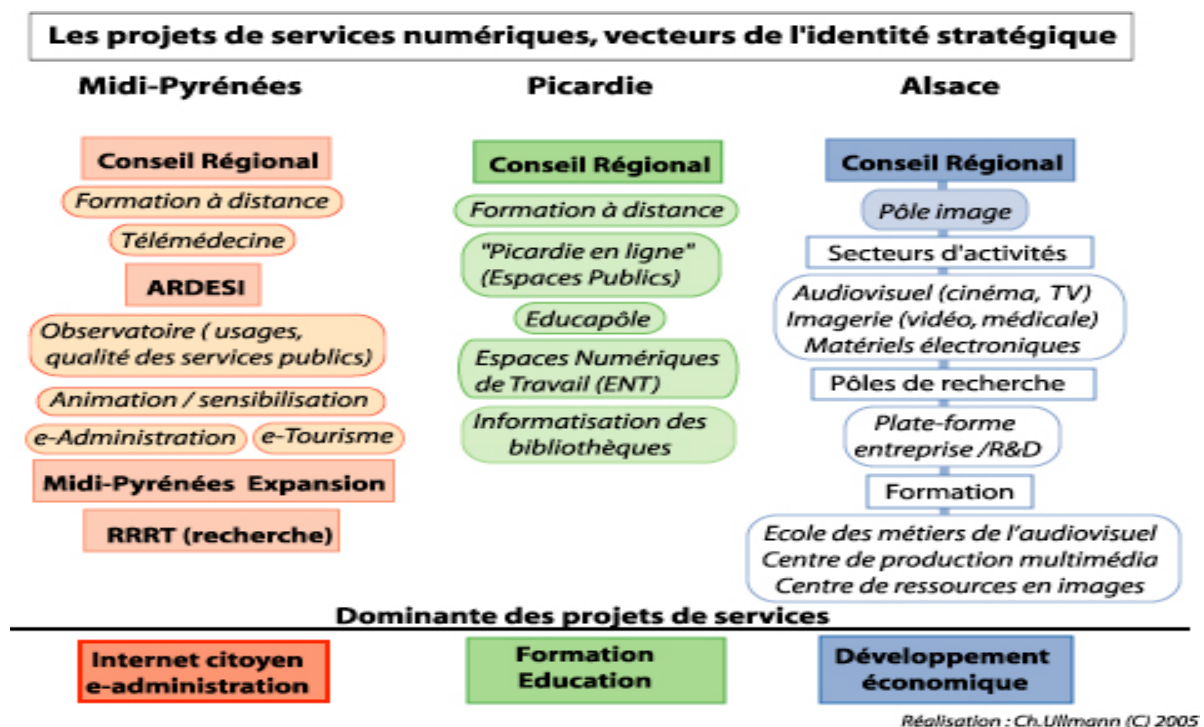 Les projets de services numériques, vecteurs de l'identité stratégique
Midi-Pyrénées
Conseil Régional
Formation à distance
Télémédecine
ARDESI
Observatoire ( usages,
qualité des services publics)
Animation / sensibilisation
e-Administration
e-Tourisme
Midi-Pyrénées Expansion
RRRT (recherche)
Picardie
Conseil Régional
Formation à distance
"Picardie en ligne"
(Espaces Publics)
Educapôle
Espaces Numériques
de Travail (ENT)
Informatisation des
bibliothèques
Alsace
Conseil Régional
Pôle image
Secteurs d'activités
Audiovisuel (cinéma, TV)
Imagerie (vidéo, médicale)
Matériels électroniques
Pôles de recherche
Plate-forme
entreprise /R&D
Formation
Ecole des métiers de l'audiovisuel
Centre de production multimédia
Centre de ressources en images
Dominante des projets de services
Internet citoyen
e-administration
Formation
Education
Développement
économique
Réalisation : Ch.Ullmann (C) 2005